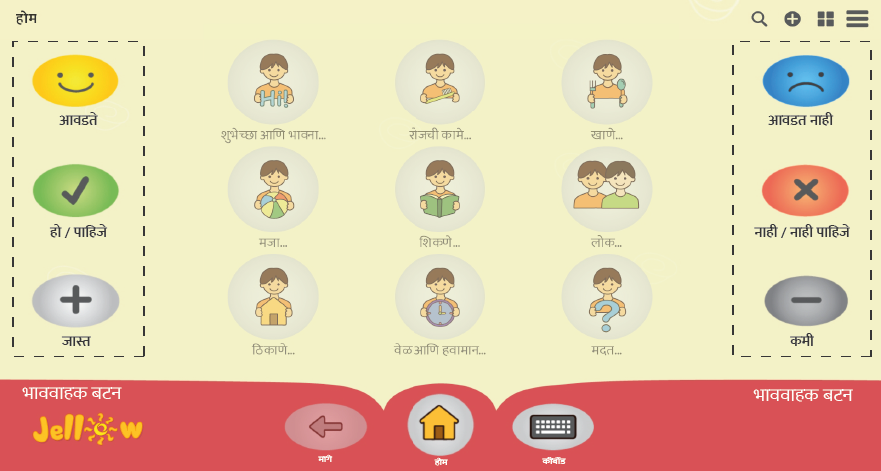 होम
आवडते
शुभेच्छा आणि भावना...
रोजची कामे...
खाणे...
आवडत नाही
हो / पाहिजे
मजा...
शिकणे...
लोक...
नाही / नाही पाहिजे
जास्त
ठिकाणे...
वेळ आणि हवामान...
मदत...
कमी
भाववाहक बटन
भाववाहक बटन
Jellow
मागे
होम
कीबोर्ड